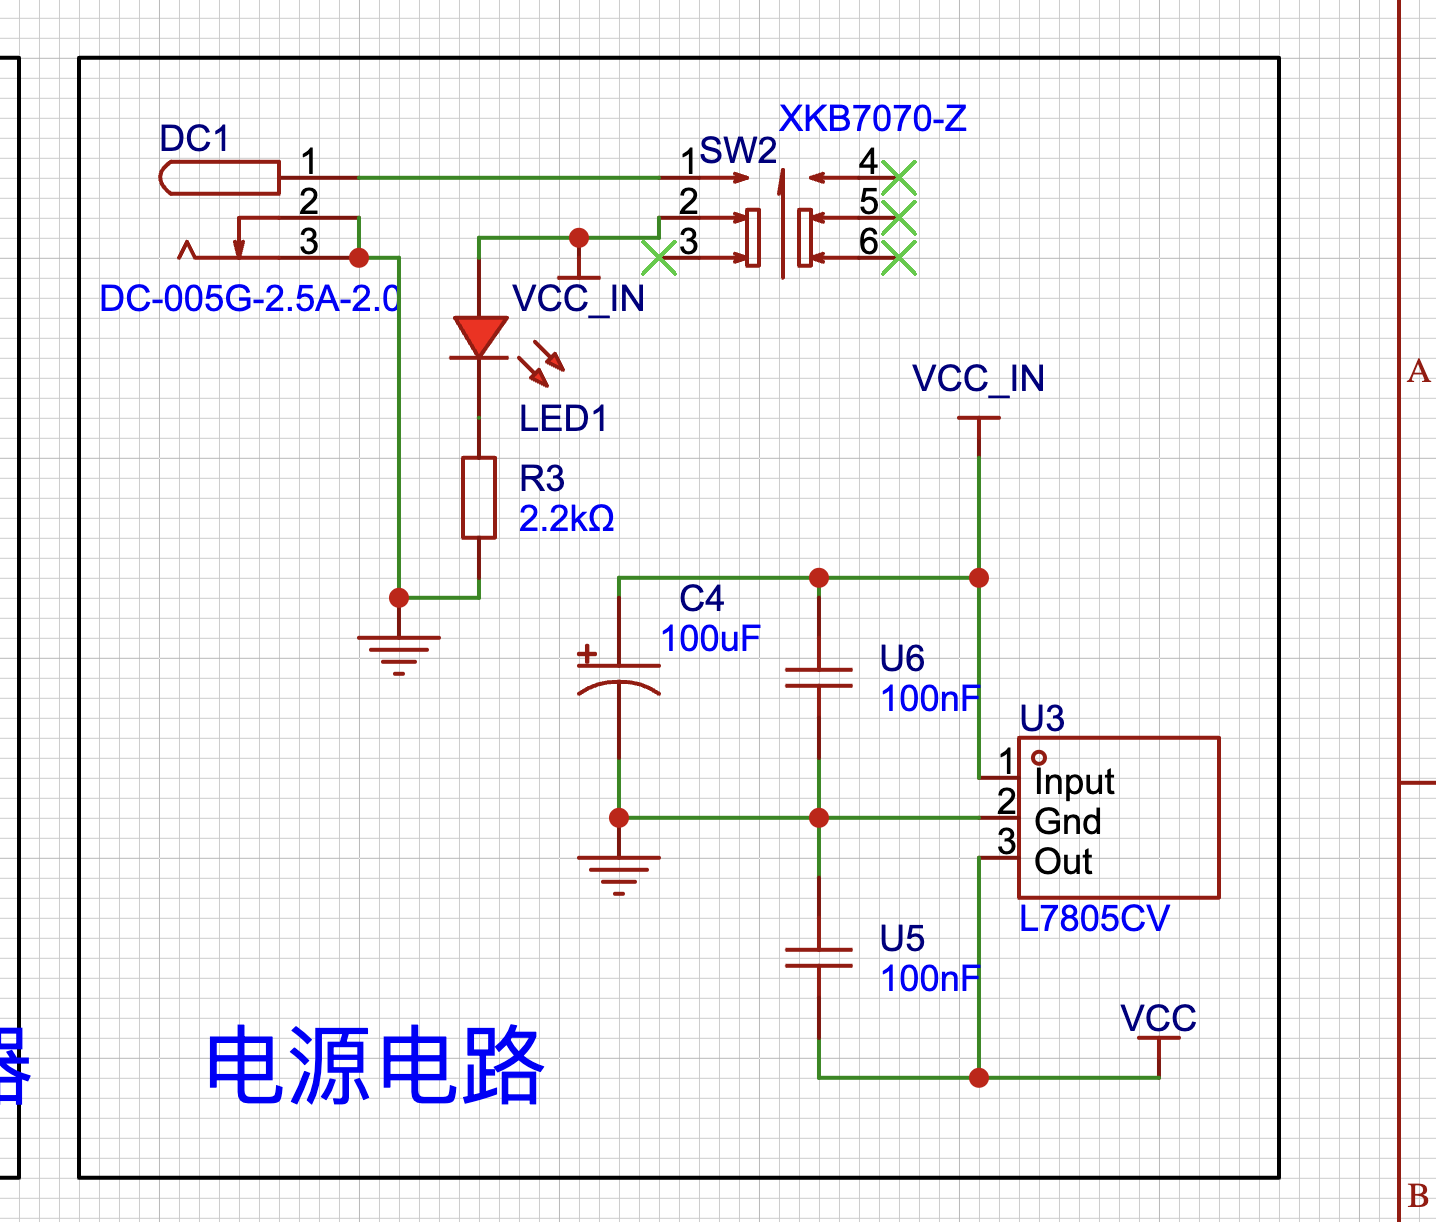 XKB7070-Z
DC1
SW2
1
2
3
1
2
3
4
5
6
DC-005G-2.5A-2.0
VCC_IN
LED1
R3
2.2kΩ
VCC_IN
A
C4
100uF
U6
100nF
U3
1
2
3
Input
Gnd
Out
L7805CV
U5
100nF
VCC
电源电路
B